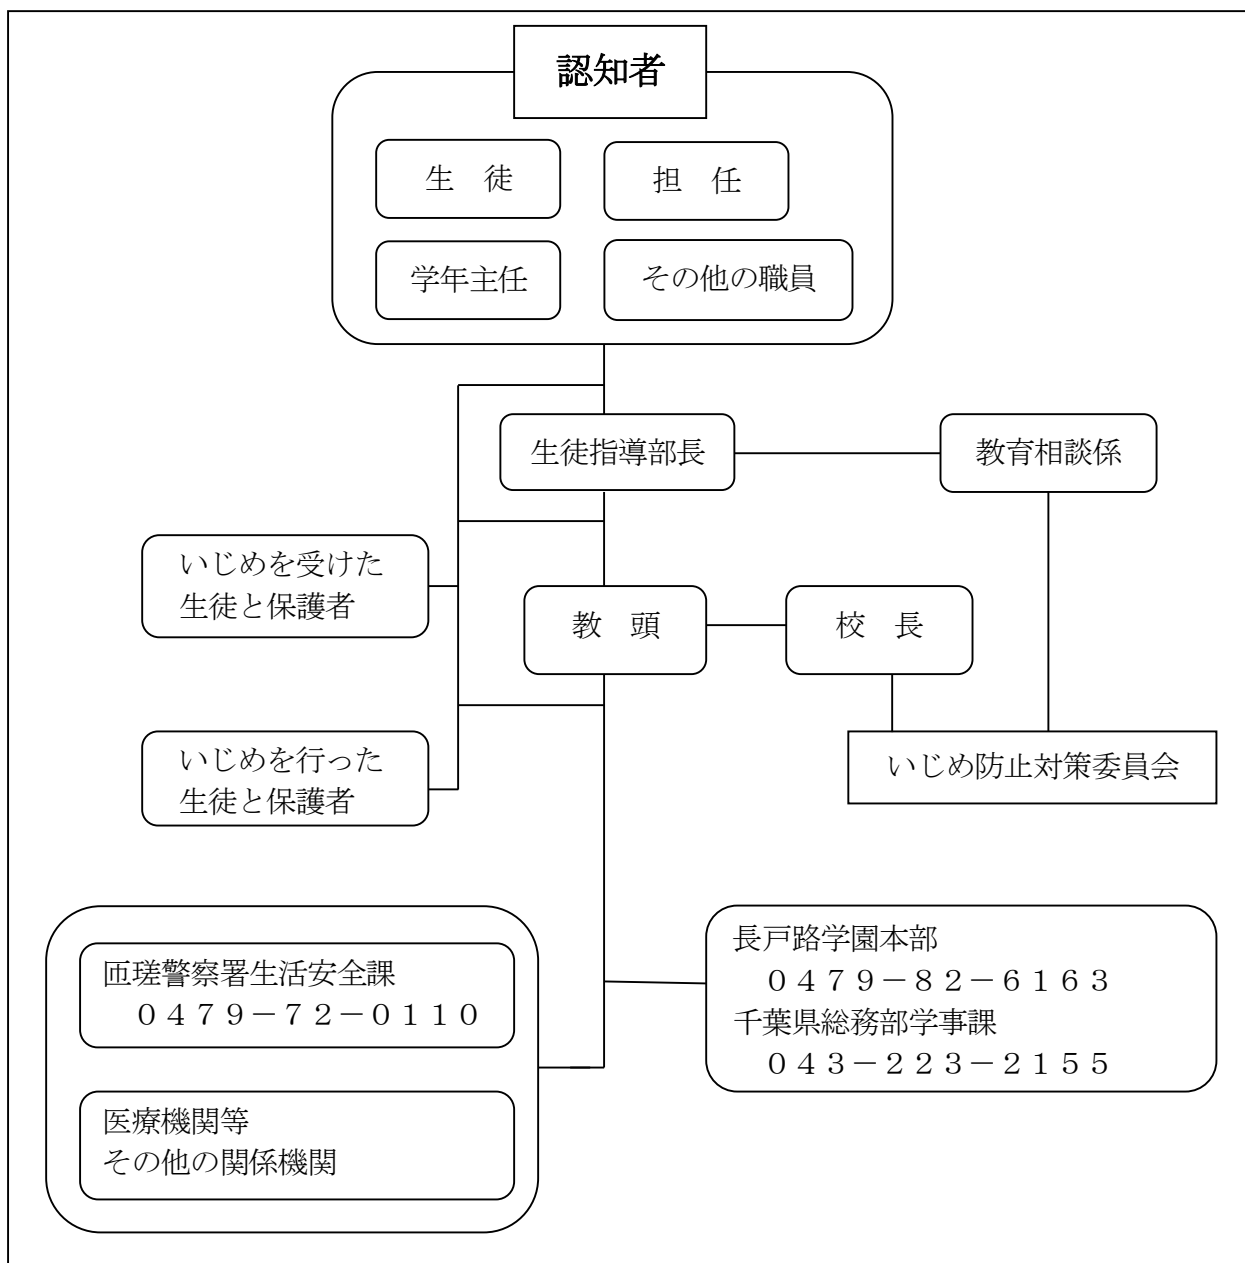 認知者
生　徒
担　任
学年主任
その他の職員
生徒指導部長
教育相談係
いじめを受けた
生徒と保護者
教　頭
校　長
いじめを行った
生徒と保護者
いじめ防止対策委員会
匝瑳警察署生活安全課
０４７９－７２－０１１０
医療機関等
その他の関係機関
長戸路学園本部
０４７９－８２－６１６３
千葉県総務部学事課
０４３－２２３－２１５５